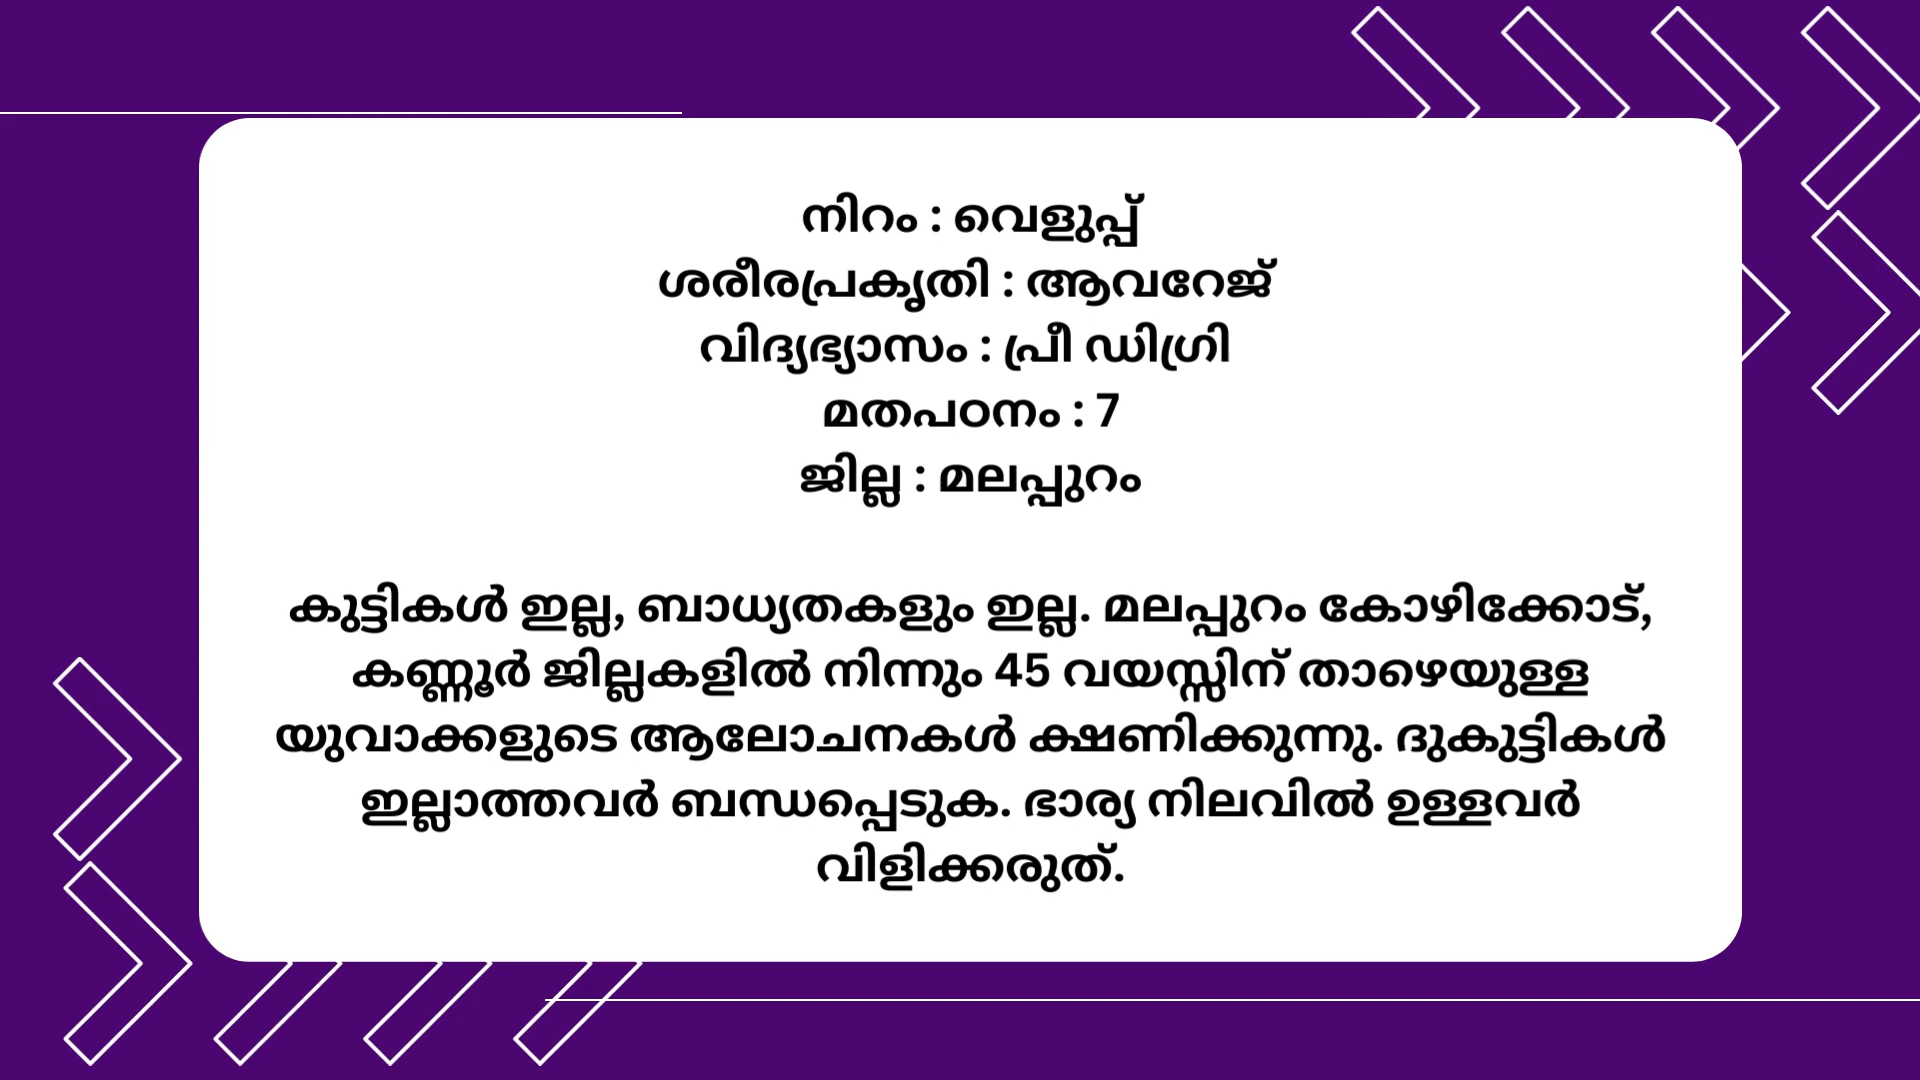 നിറം : വെളുപ്പ്
ശരീരപ്രകൃതി : ആവറേജ്
വിദ്യഭ്യാസം : പ്രീ ഡിഗ്രി
മതപഠനം : 7
ജില്ല : മലപ്പുറം
കുട്ടികൾ ഇല്ല, ബാധ്യതകളും ഇല്ല. മലപ്പുറം കോഴിക്കോട്,
കണ്ണൂർ ജില്ലകളിൽ നിന്നും 45 വയസ്സിന് താഴെയുള്ള
യുവാക്കളുടെ ആലോചനകൾ ക്ഷണിക്കുന്നു. ദുകുട്ടികൾ
ഇല്ലാത്തവർ ബന്ധപ്പെടുക. ഭാര്യ നിലവിൽ ഉള്ളവർ
വിളിക്കരുത്.